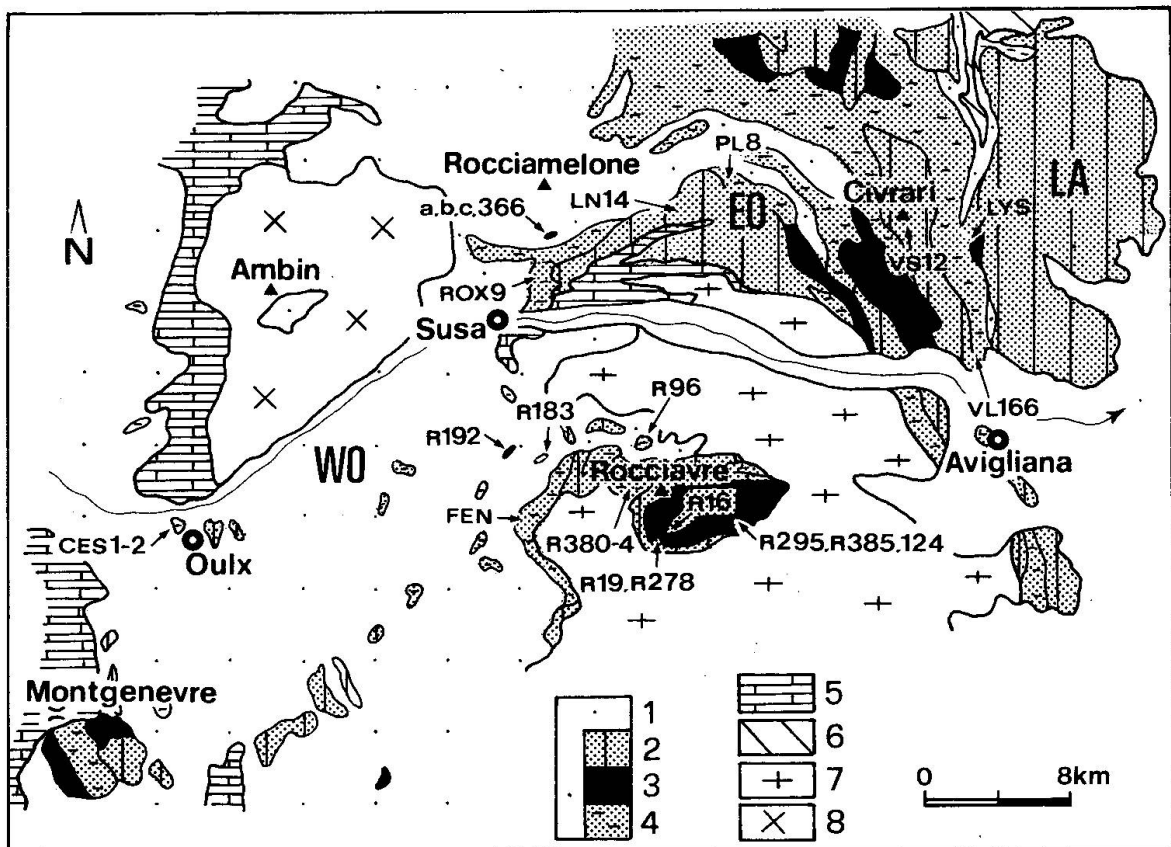 PL8
Rocciamelone
a.b.c.366
LN14
EO
Civrari
LYS
LA
N
Ambin
ROX9
VS12
Susa
R183
R96
VL166
R192
WO
Rocciavre
Avigliana
FEN
R16
CES1-2
Oulx
R380-4
R295.R385.124
R19.R278
Montgenevre
1
2
3
4
5
6
7
8
0
8km